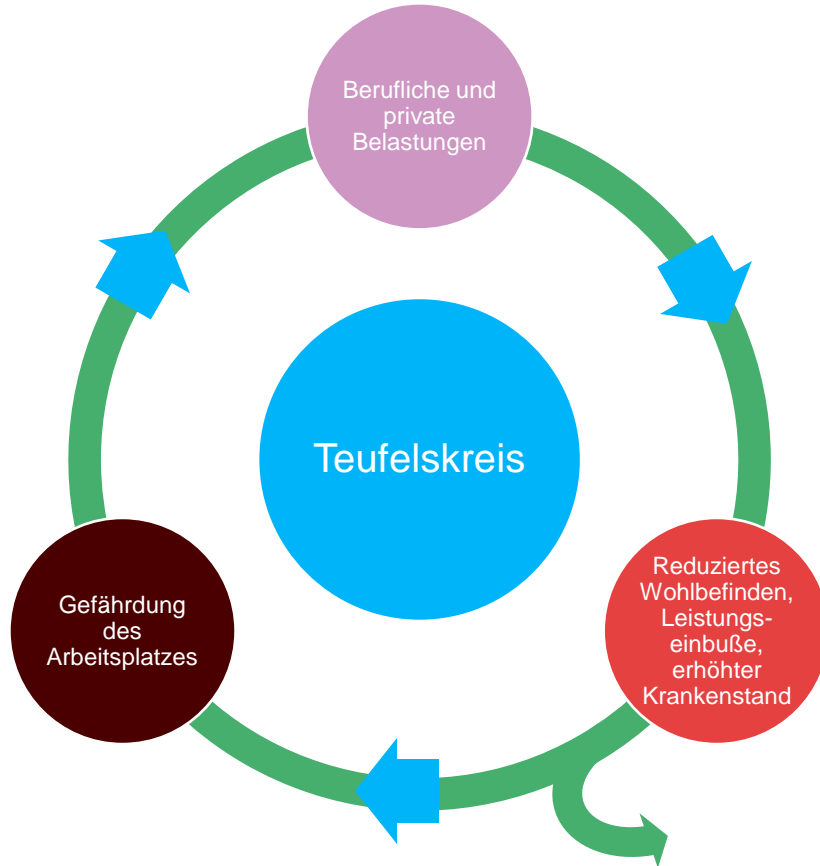 Berufliche und
private
Belastungen
Teufelskreis
Gefährdung
des
Arbeitsplatzes
Reduziertes
Wohlbefinden,
Leistungs-
einbuße,
erhöhter
Krankenstand